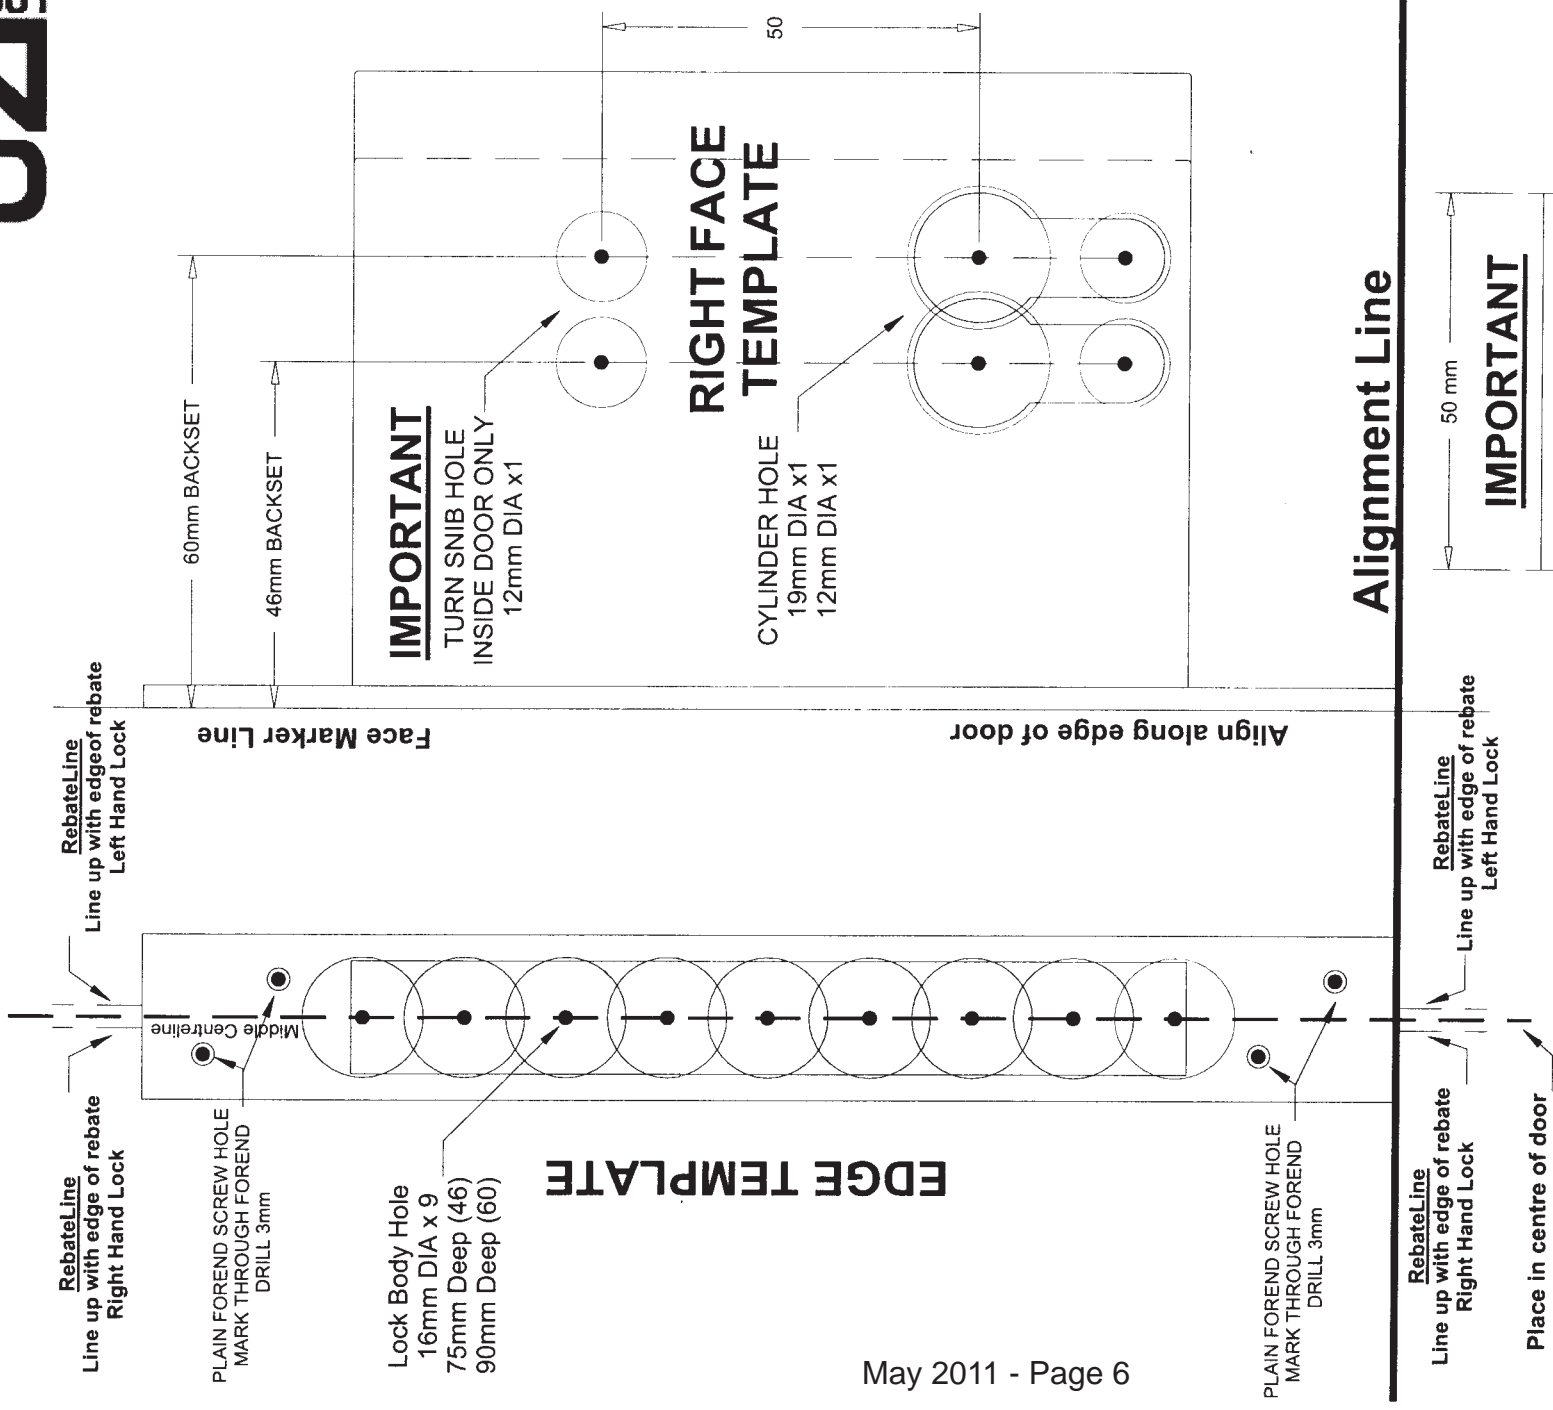 50
60mm BACKSET
46mm BACKSET
IMPORTANT
TURN SNIB HOLE
INSIDE DOOR ONLY
12mm DIA x1
RIGHT FACE
TEMPLATE
CYLINDER HOLE
19mm DIA x1
12mm DIA x1
Alignment Line
50 mm
IMPORTANT
Face Marker Line
Align along edge of door
RebateLine
Line up with edgeof rebate
Left Hand Lock
RebateLine
Line up with edge of rebate
Left Hand Lock
Middle Centreline
RebateLine
Line up with edge of rebate
Right Hand Lock
PLAIN FOREND SCREW HOLE
MARK THROUGH FOREND
DRILL 3mm
Lock Body Hole
16mm DIA x 9
75mm Deep (46)
90mm Deep (60)
EDGE TEMPLATE
PLAIN FOREND SCREW HOLE
MARK THROUGH FOREND
DRILL 3mm
RebateLine
Line up with edge of rebate
Right Hand Lock
Place in centre of door
May 2011 - Page 6